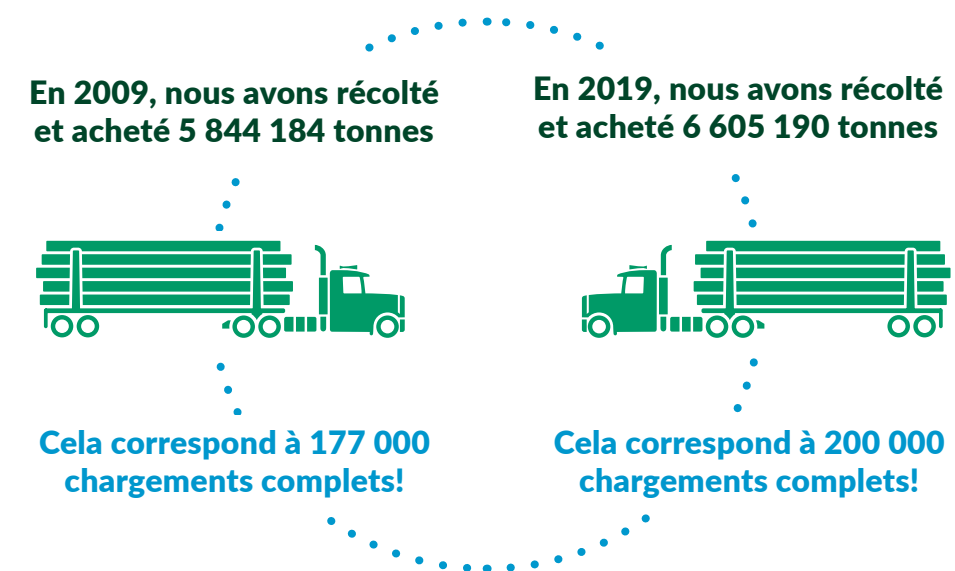 En 2009, nous avons récolté
et acheté 5 844 184 tonnes
En 2019, nous avons récolté
et acheté 6 605 190 tonnes
Cela correspond à 177 000
chargements complets!
Cela correspond à 200 000
chargements complets!